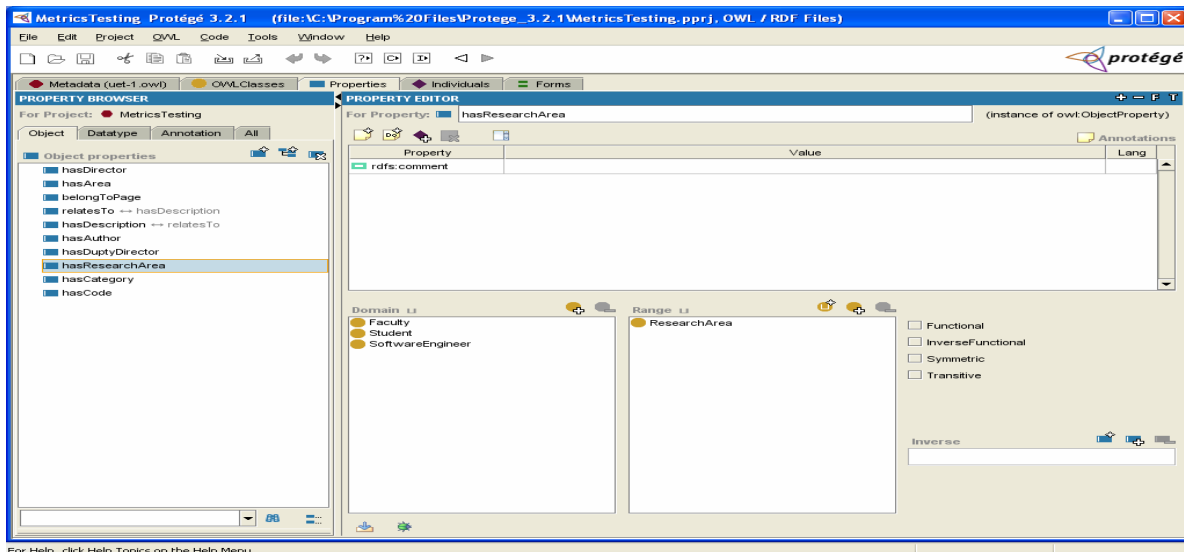 MetricsTesting Protégé 3.2.1 (file:\C:\Program%20Files\Protege_3.2.1\MetricsTesting.pprj, OWL / RDF Files)
File Edit Project OWL Code Tools Window Help
protégé
Metadata (uet-1.owl) OWLClasses Properties Individuals Forms
PROPERTY BROWSER
For Project: MetricsTesting
Object Datatype Annotation All
Object properties
hasDirector
hasArea
belongToPage
relatesTo ↔ hasDescription
hasDescription ↔ relatesTo
hasAuthor
hasDuptyDirector
hasResearchArea
hasCategory
hasCode
PROPERTY EDITOR
+ − F T
For Property: hasResearchArea (instance of owl:ObjectProperty)
Annotations
Property Value Lang
rdfs:comment
Domain ⊔
Faculty
Student
SoftwareEngineer
Range ⊔
ResearchArea
Functional
InverseFunctional
Symmetric
Transitive
Inverse
For Help, click Help Topics on the Help Menu